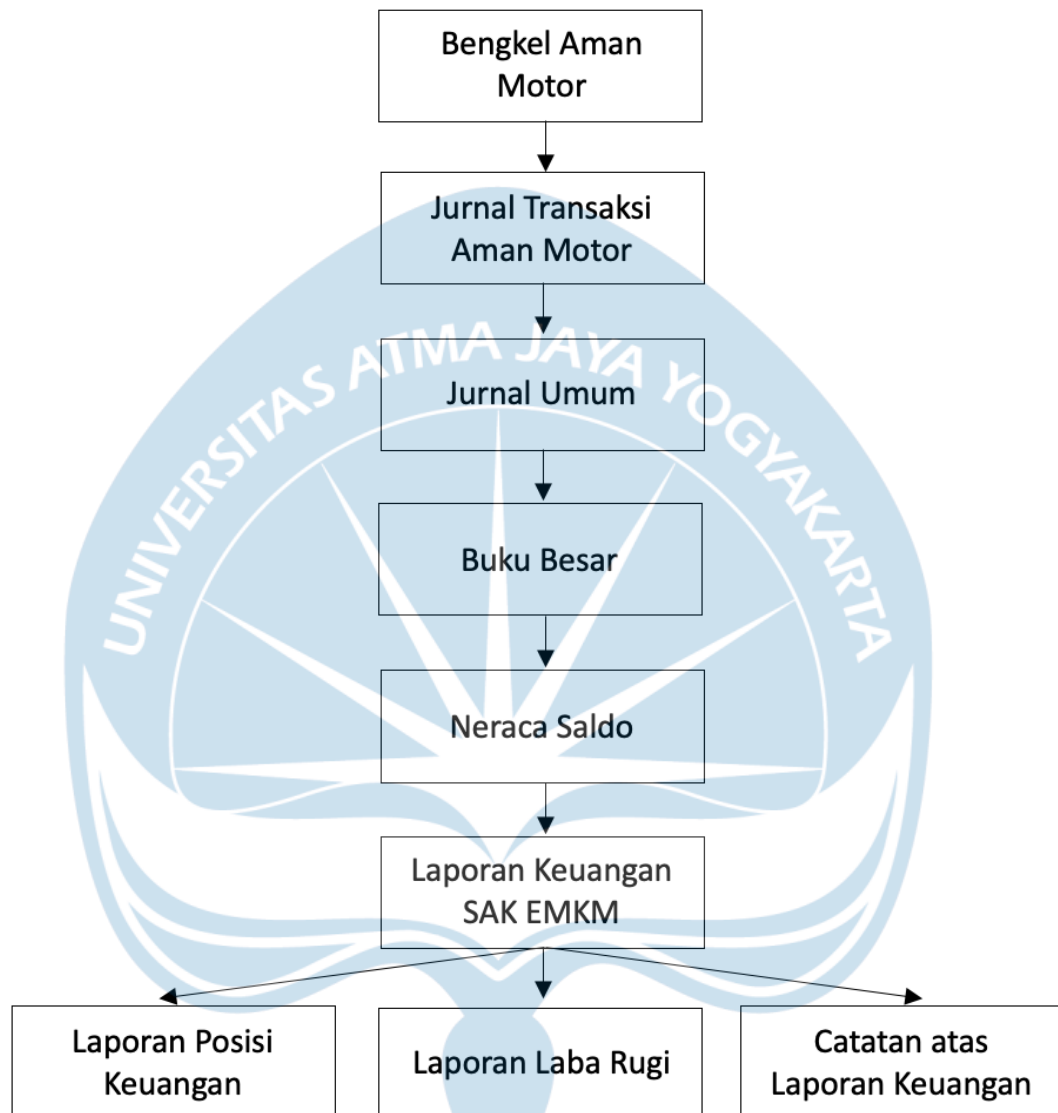 Bengkel Aman
Motor
Jurnal Transaksi
Aman Motor
UNIVERSITAS ATMA JAYA YOGYAKARTA
Jurnal Umum
Buku Besar
Neraca Saldo
Laporan Keuangan
SAK EMKM
Laporan Posisi
Keuangan
Laporan Laba Rugi
Catatan atas
Laporan Keuangan